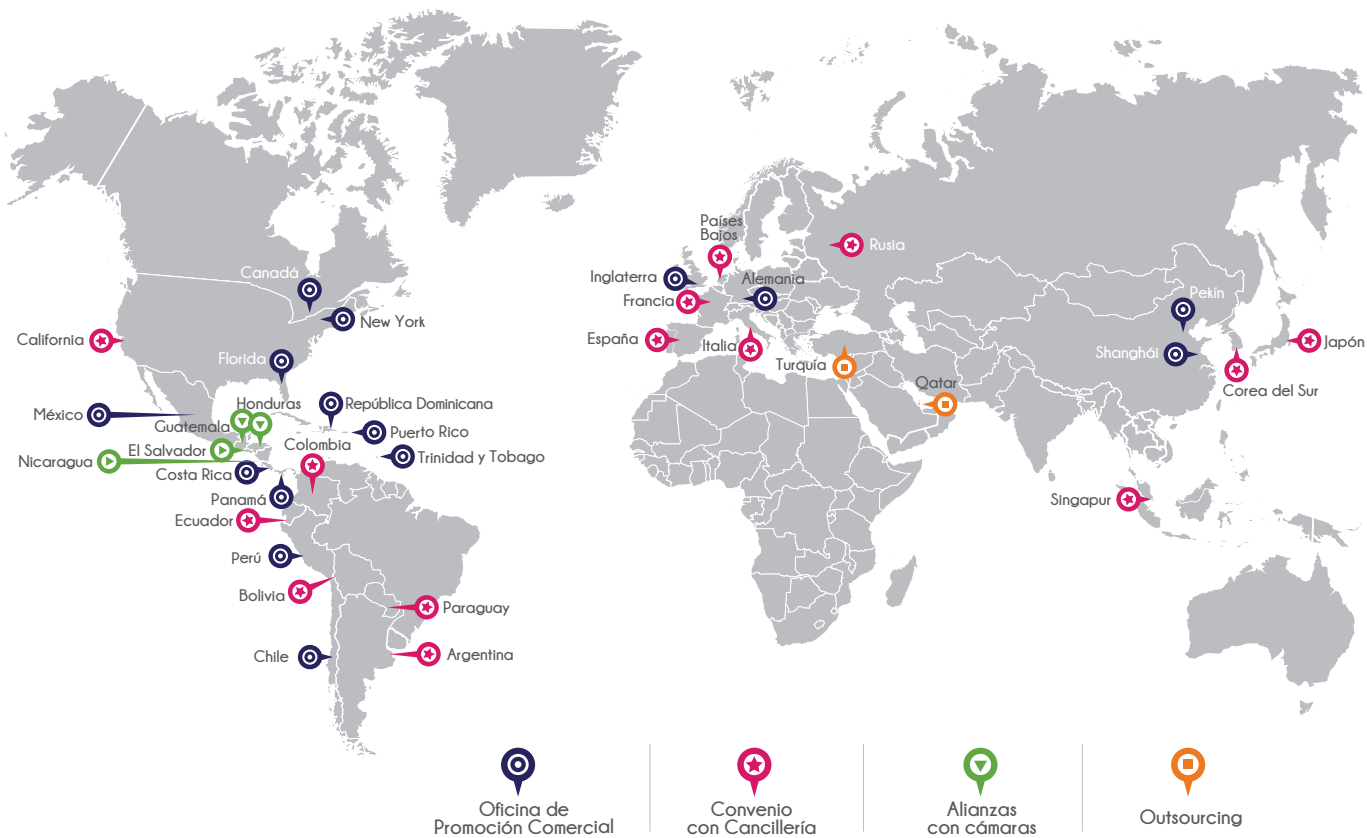 Canadá
New York
California
Florida
México
Honduras
Guatemala
República Dominicana
Puerto Rico
El Salvador
Colombia
Trinidad y Tobago
Nicaragua
Costa Rica
Panamá
Ecuador
Perú
Bolivia
Paraguay
Chile
Argentina
Países
Bajos
Rusia
Inglaterra
Alemania
Francia
España
Italia
Turquía
Qatar
Pekín
Shanghái
Japón
Corea del Sur
Singapur
Oficina de
Promoción Comercial
Convenio
con Cancillería
Alianzas
con cámaras
Outsourcing